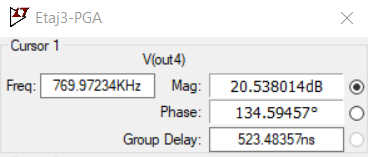 Etaj3-PGA
Cursor 1
V(out4)
Freq: 769.97234KHz Mag: 20.538014dB
Phase: 134.59457°
Group Delay: 523.48357ns